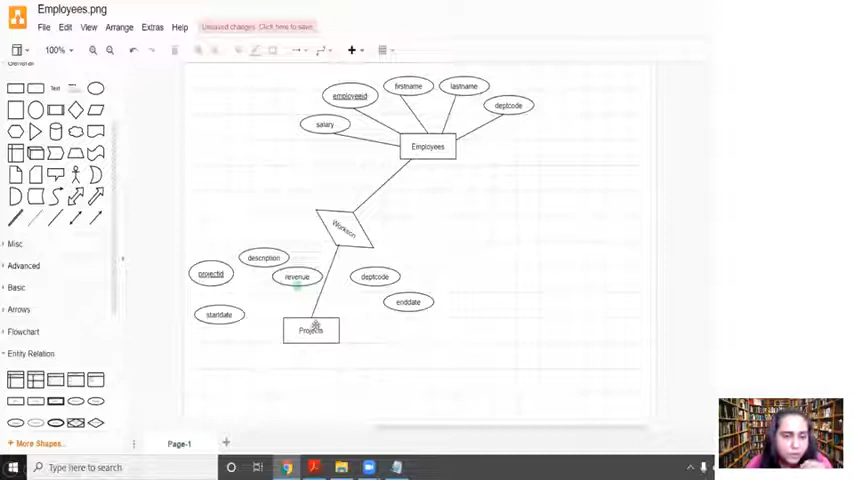 Employees.png
File Edit View Arrange Extras Help
Unsaved changes. Click here to save.
100%
General
Text
employeeid
firstname
lastname
deptcode
salary
Employees
Workson
description
projectid
revenue
deptcode
enddate
startdate
Projects
Misc
Advanced
Basic
Arrows
Flowchart
Entity Relation
+ More Shapes...
Page-1
Type here to search